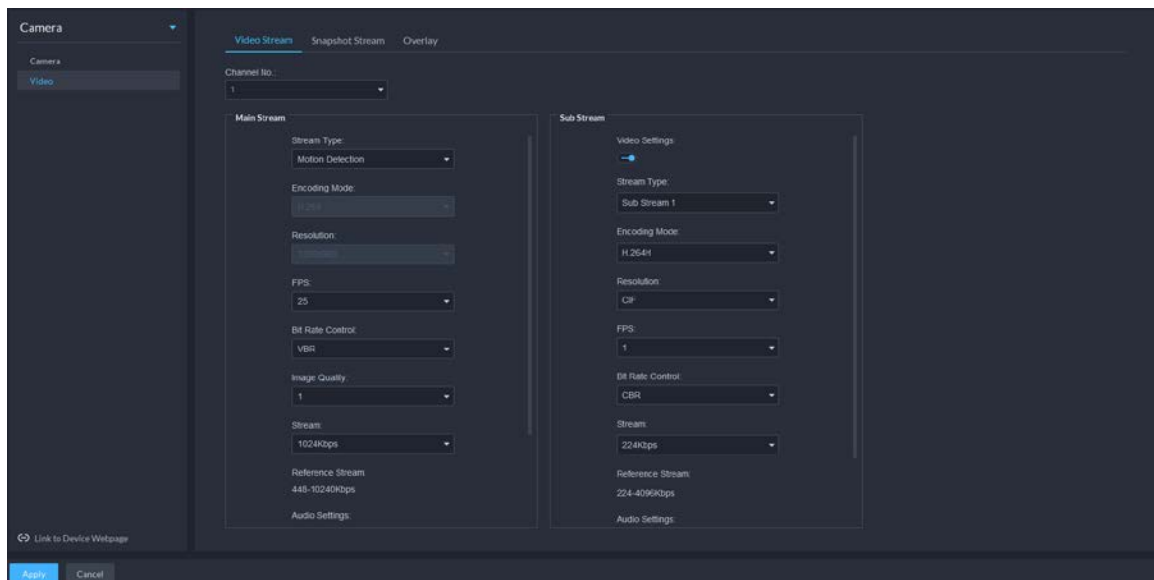 Camera
Camera
Video
Link to Device Webpage
Video Stream Snapshot Stream Overlay
Channel No.:
1
Main Stream
Stream Type:
Motion Detection
Encoding Mode:
Resolution:
FPS:
25
Bit Rate Control:
VBR
Image Quality:
1
Stream:
1024Kbps
Reference Stream
448-10240Kbps
Audio Settings:
Sub Stream
Video Settings:
Stream Type:
Sub Stream 1
Encoding Mode:
H.264H
Resolution:
CIF
FPS:
1
Bit Rate Control:
CBR
Stream:
224Kbps
Reference Stream:
224-4096Kbps
Audio Settings:
Apply Cancel